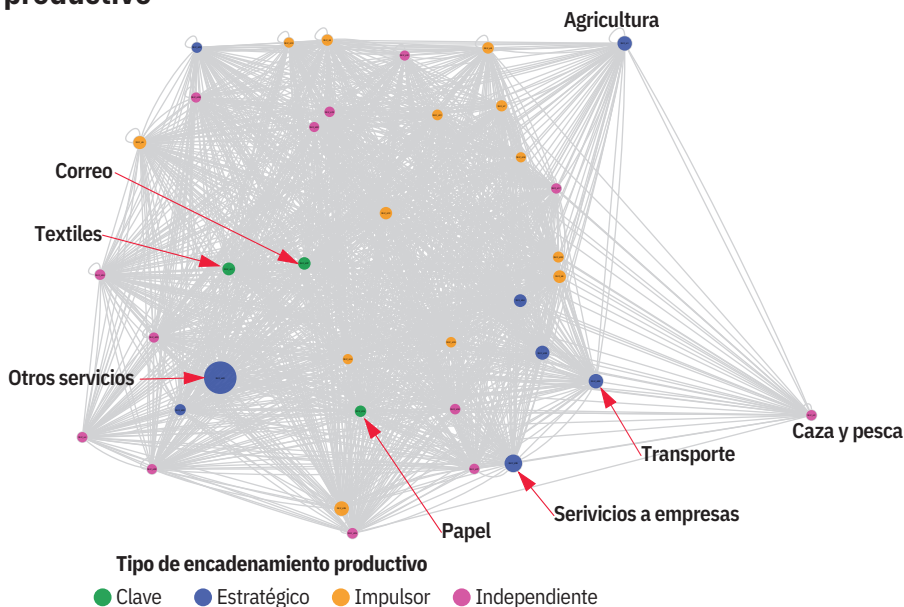 productivo
Agricultura
Correo
Textiles
Otros servicios
Caza y pesca
Transporte
Serivicios a empresas
Papel
Tipo de encadenamiento productivo
Clave
Estratégico
Impulsor
Independiente